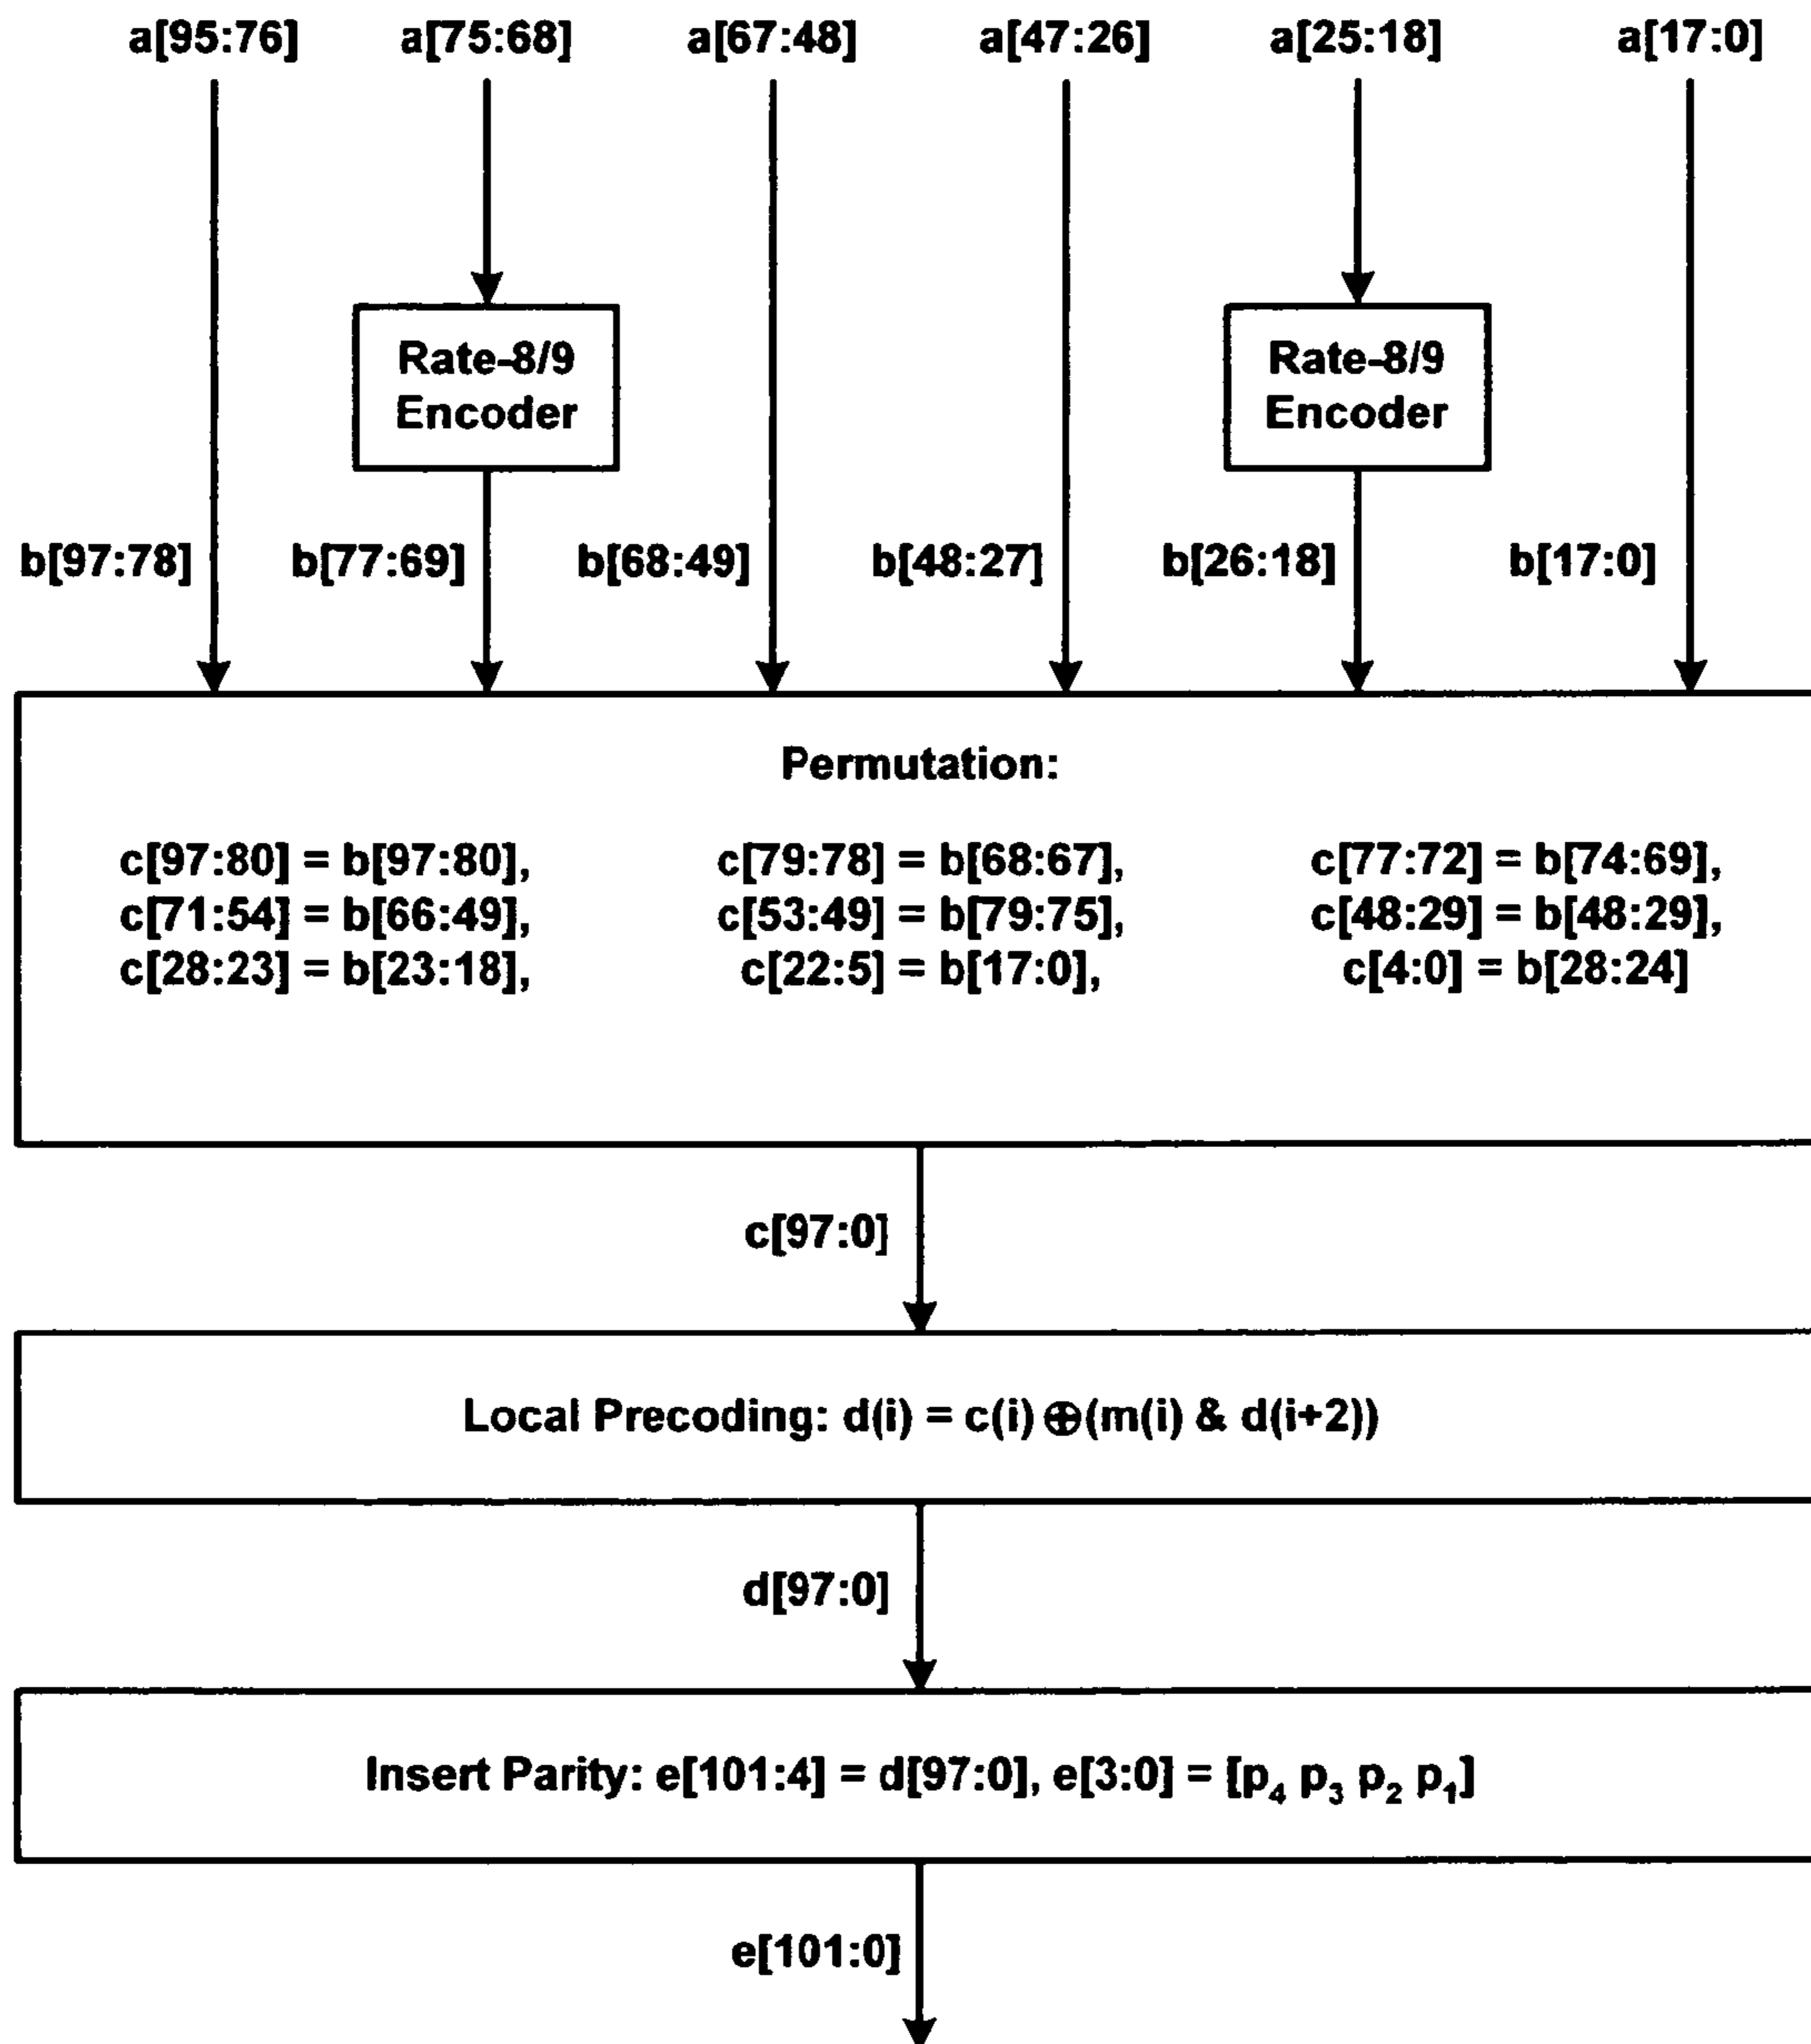 a[95:76] a[75:68] a[67:48] a[47:26] a[25:18] a[17:0]
Rate-8/9 Rate-8/9
Encoder Encoder
b[97:78] b[77:69] b[68:49] b[48:27] b[26:18] b[17:0]
Permutation:
c[97:80] = b[97:80], c[79:78] = b[68:67], c[77:72] = b[74:69],
c[71:54] = b[66:49], c[53:49] = b[79:75], c[48:29] = b[48:29],
c[28:23] = b[23:18], c[22:5] = b[17:0], c[4:0] = b[28:24]
c[97:0]
Local Precoding: d(i) = c(i) ⊕ (m(i) & d(i+2))
d[97:0]
Insert Parity: e[101:4] = d[97:0], e[3:0] = [p₄ p₃ p₂ p₁]
e[101:0]